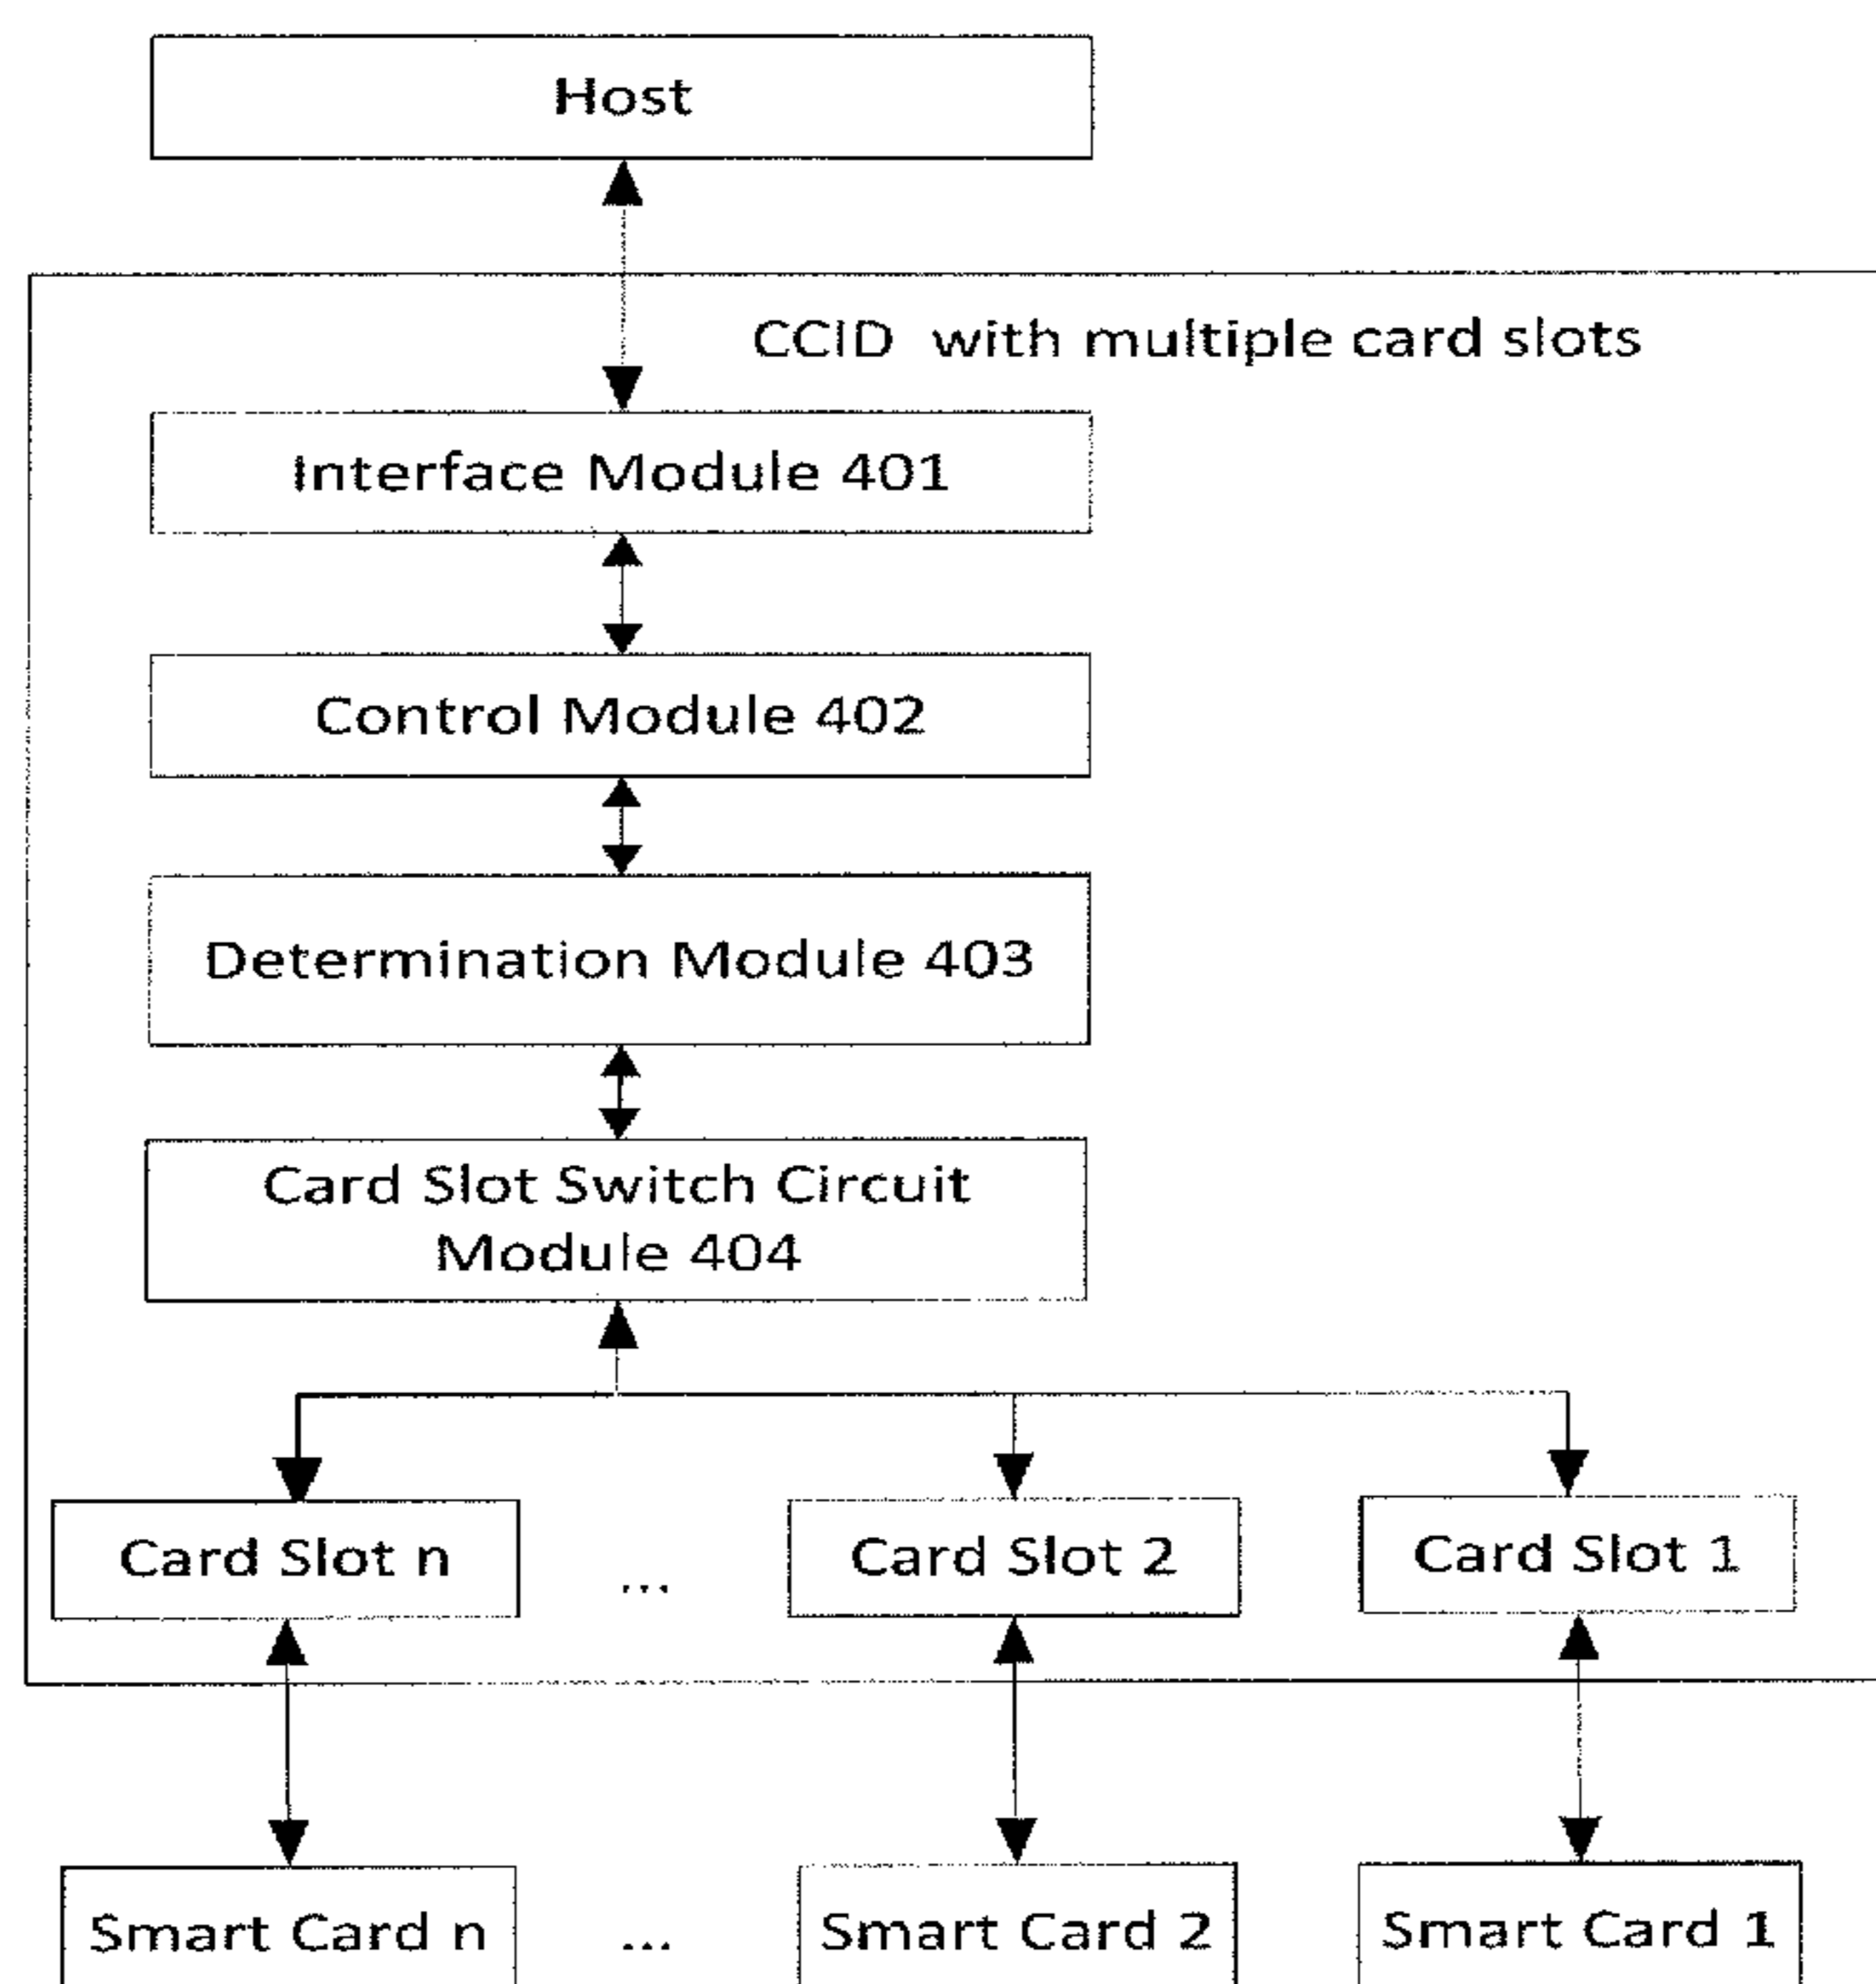 Host
CCID with multiple card slots
Interface Module 401
Control Module 402
Determination Module 403
Card Slot Switch Circuit
Module 404
Card Slot n
...
Card Slot 2
Card Slot 1
Smart Card n
...
Smart Card 2
Smart Card 1